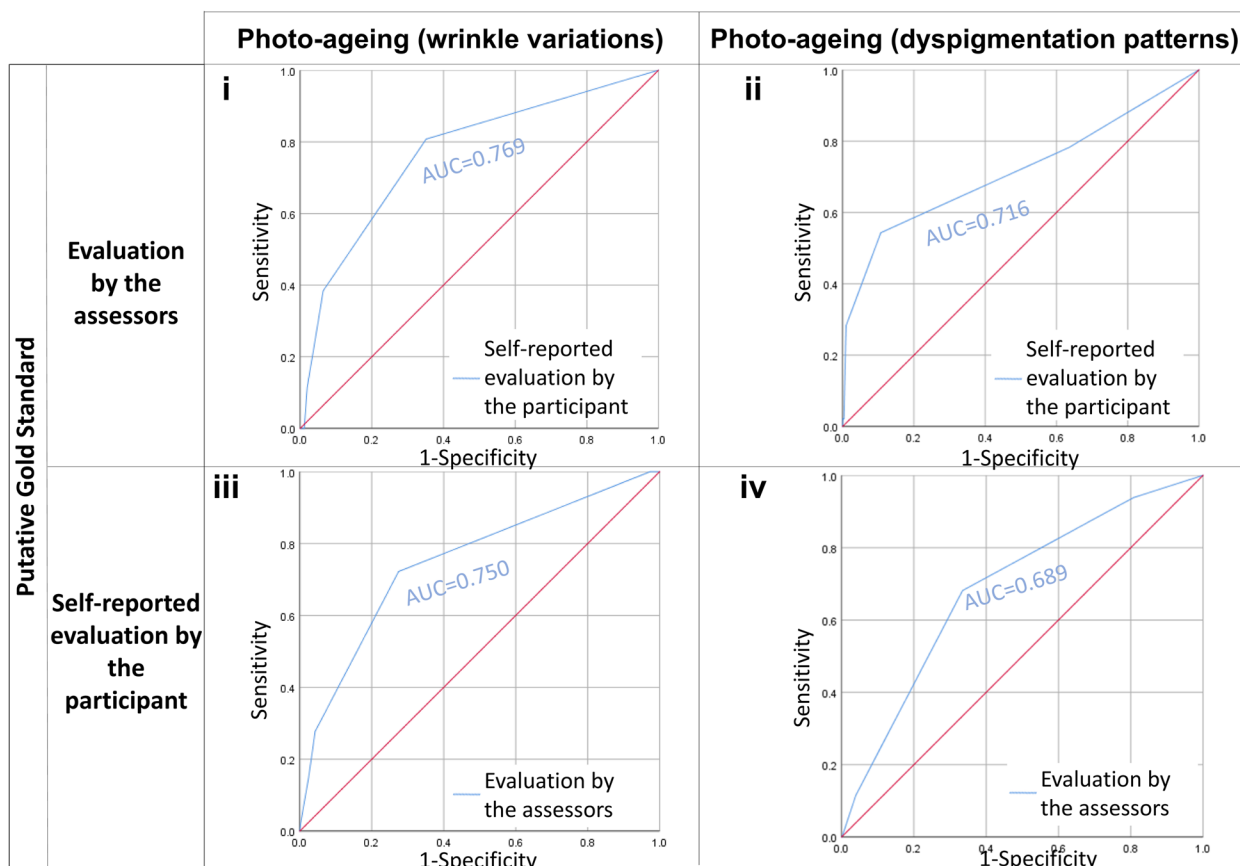 Photo-ageing (wrinkle variations)
Photo-ageing (dyspigmentation patterns)
Putative Gold Standard
Evaluation
by the
assessors
i
1.0
0.8
0.6
0.4
0.2
0.0
Sensitivity
AUC=0.769
Self-reported
evaluation by
the participant
0.0 0.2 0.4 0.6 0.8 1.0
1-Specificity
ii
1.0
0.8
0.6
0.4
0.2
0.0
Sensitivity
AUC=0.716
Self-reported
evaluation by
the participant
0.0 0.2 0.4 0.6 0.8 1.0
1-Specificity
Self-reported
evaluation by
the
participant
iii
1.0
0.8
0.6
0.4
0.2
0.0
Sensitivity
AUC=0.750
Evaluation by
the assessors
0.0 0.2 0.4 0.6 0.8 1.0
1-Specificity
iv
1.0
0.8
0.6
0.4
0.2
0.0
Sensitivity
AUC=0.689
Evaluation by
the assessors
0.0 0.2 0.4 0.6 0.8 1.0
1-Specificity